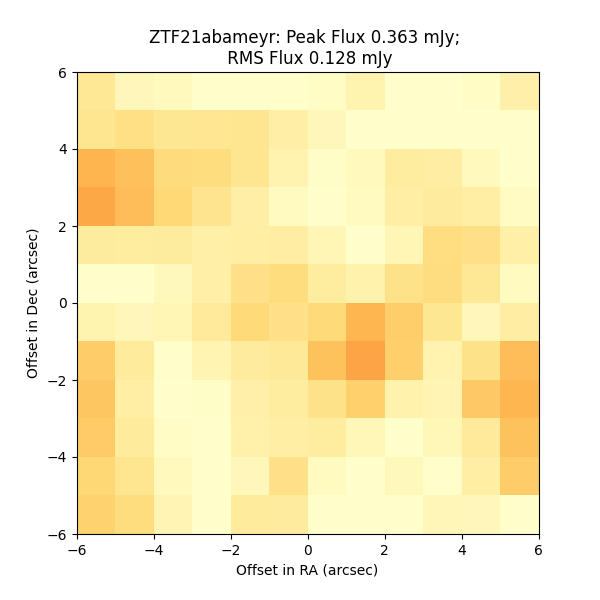 ZTF21abameyr: Peak Flux 0.363 mJy;
RMS Flux 0.128 mJy
6
4
2
0
−2
−4
−6
Offset in Dec (arcsec)
−6 −4 −2 0 2 4 6
Offset in RA (arcsec)